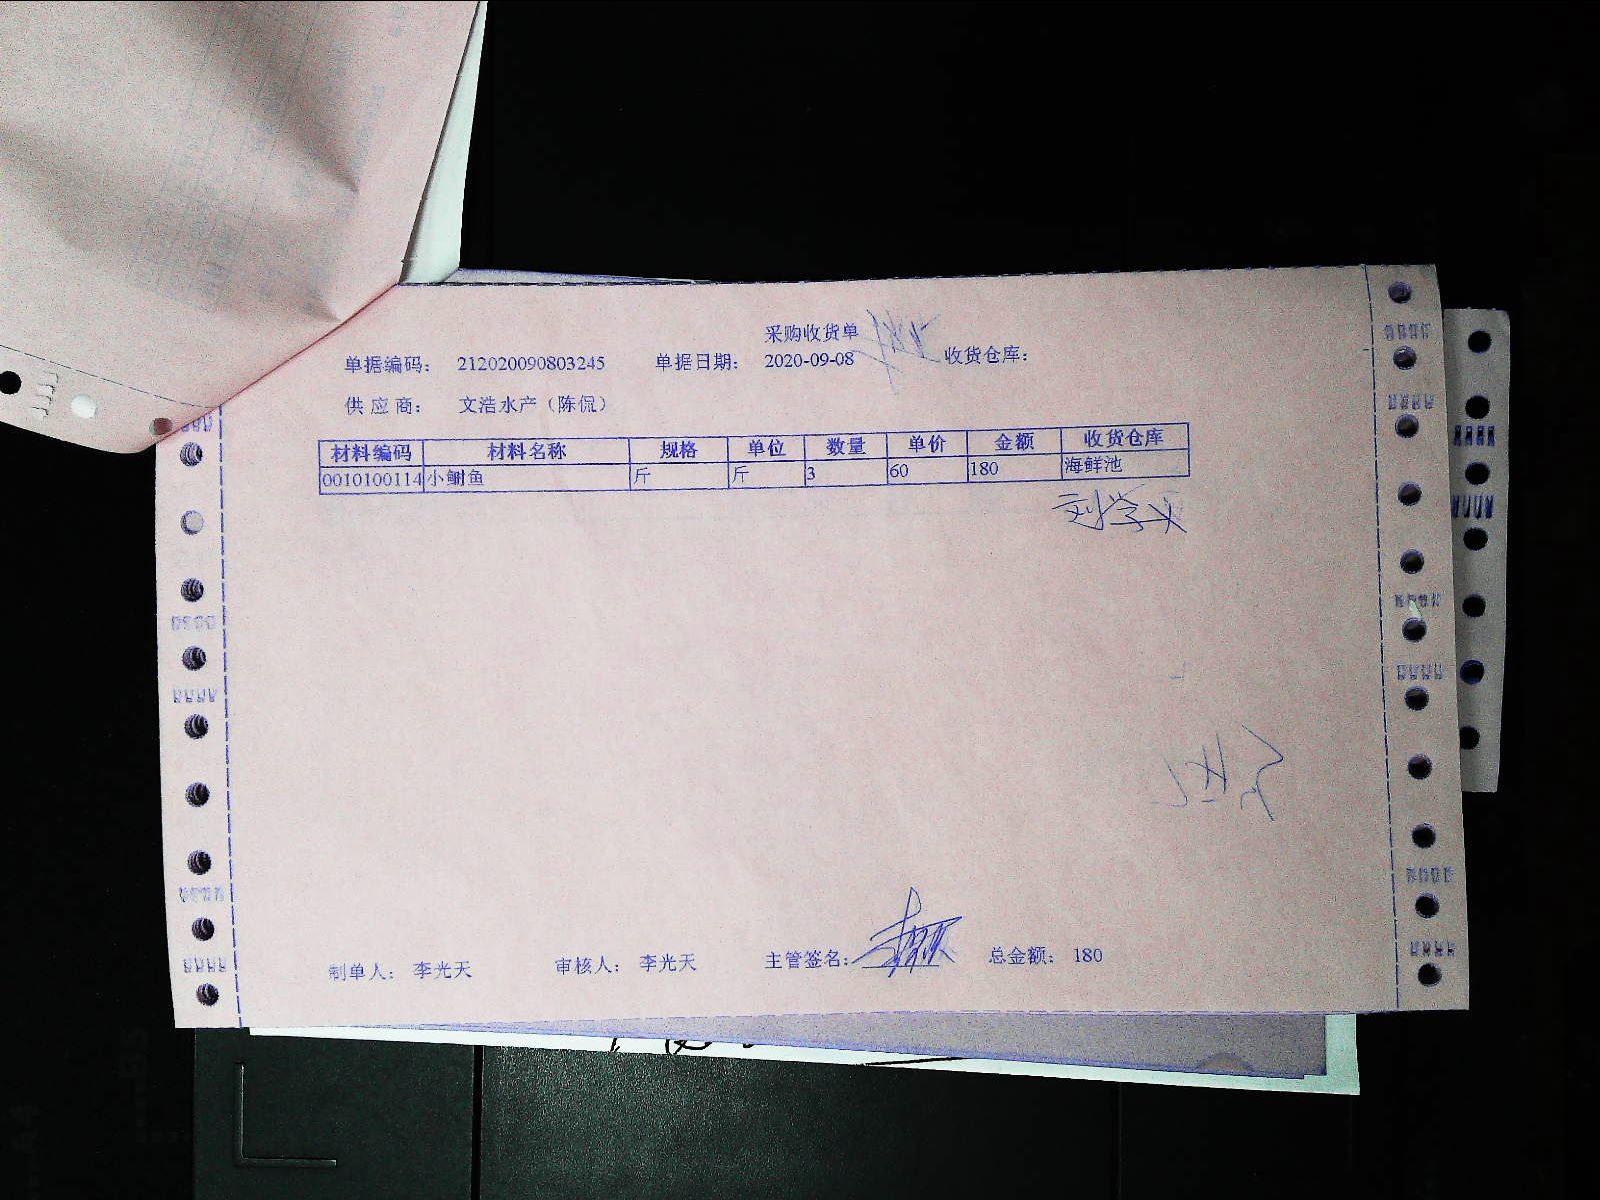 采购收货单
单据编码： 212020090803245 单据日期： 2020-09-08 收货仓库：
供应商： 文浩水产（陈侃）
材料编码 材料名称 规格 单位 数量 单价 金额 收货仓库
0010100114 小鲥鱼 斤 斤 3 60 180 海鲜池
刘学义
制单人： 李光天 审核人： 李光天 主管签名： 总金额： 180